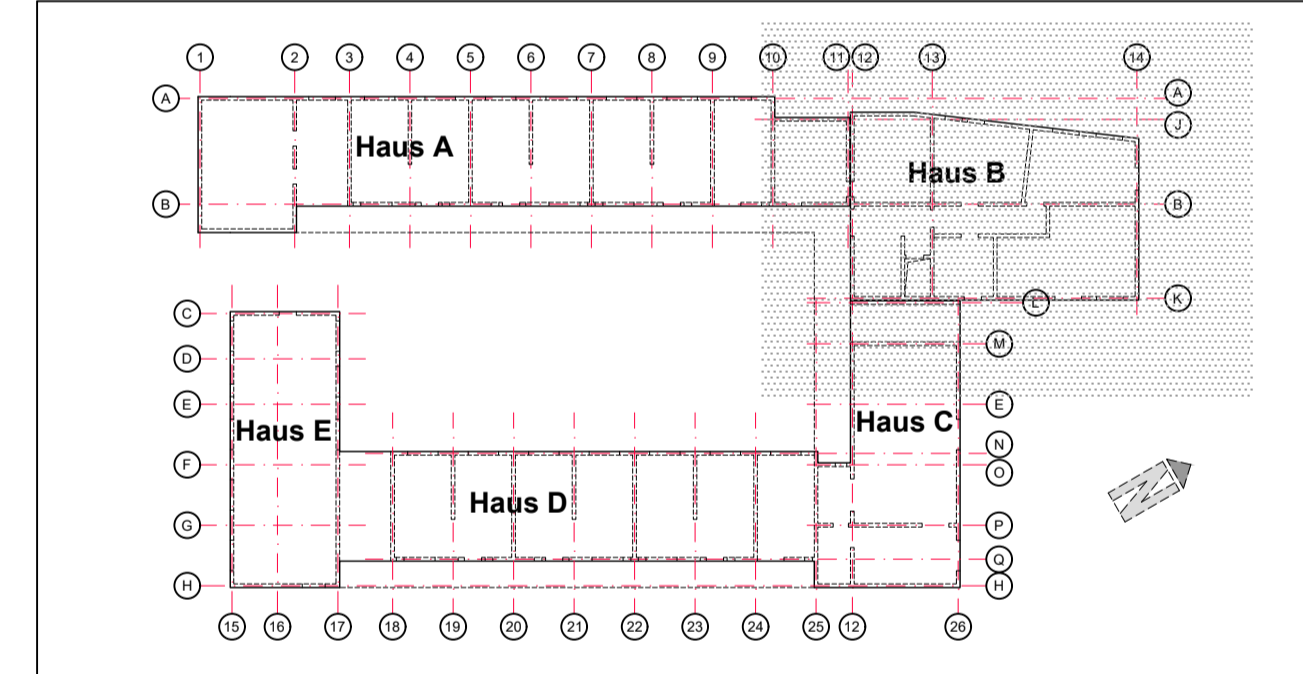 1 2 3 4 5 6 7 8 9 10 11 12 13 14
A A
J
Haus A
Haus B
B B
K
L
C
M
D
E E
Haus C
Haus E
N
F O
Haus D
G P
Q
H H
15 16 17 18 19 20 21 22 23 24 25 12 26
N